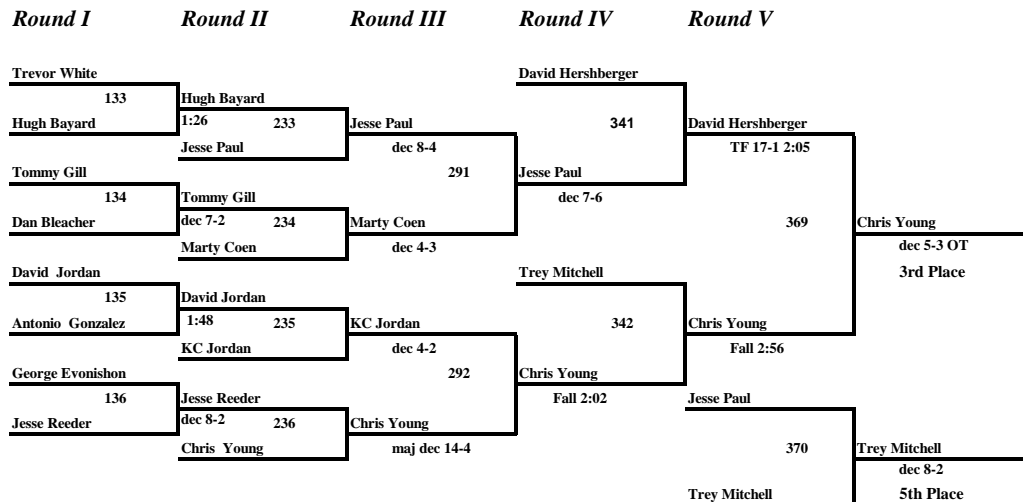 Round I Round II Round III Round IV Round V
Trevor White David Hershberger
133 Hugh Bayard
Hugh Bayard 1:26 233 Jesse Paul 341 David Hershberger
Jesse Paul dec 8-4 TF 17-1 2:05
Tommy Gill 291 Jesse Paul
134 Tommy Gill dec 7-6
Dan Bleacher dec 7-2 234 Marty Coen 369 Chris Young
Marty Coen dec 4-3 dec 5-3 OT
David Jordan Trey Mitchell 3rd Place
135 David Jordan
Antonio Gonzalez 1:48 235 KC Jordan 342 Chris Young
KC Jordan dec 4-2 Fall 2:56
George Evonishon 292 Chris Young
136 Jesse Reeder Fall 2:02 Jesse Paul
Jesse Reeder dec 8-2 236 Chris Young
Chris Young maj dec 14-4 370 Trey Mitchell
dec 8-2
Trey Mitchell 5th Place